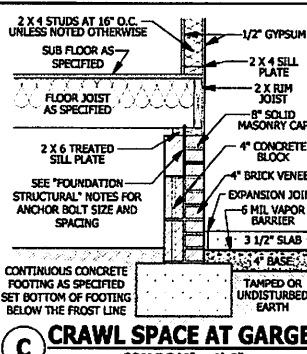 2 X 4 STUDS AT 16" O.C.
UNLESS NOTED OTHERWISE
SUB FLOOR AS
SPECIFIED
FLOOR JOIST
AS SPECIFIED
2 X 6 TREATED
SILL PLATE
SEE "FOUNDATION
STRUCTURAL" NOTES FOR
ANCHOR BOLT SIZE AND
SPACING
CONTINUOUS CONCRETE
FOOTING AS SPECIFIED
SET BOTTOM OF FOOTING
BELOW THE FROST LINE
1/2" GYPSUM
2 X 4 SILL
PLATE
2 X RIM
JOIST
8" SOLID
MASONRY CAP
4" CONCRETE
BLOCK
4" BRICK VENEE
EXPANSION JOIN
6 MIL VAPOR
BARRIER
3 1/2" SLAB
4" BASE
TAMPED OR
UNDISTURBE
EARTH
C CRAWL SPACE AT GARGE